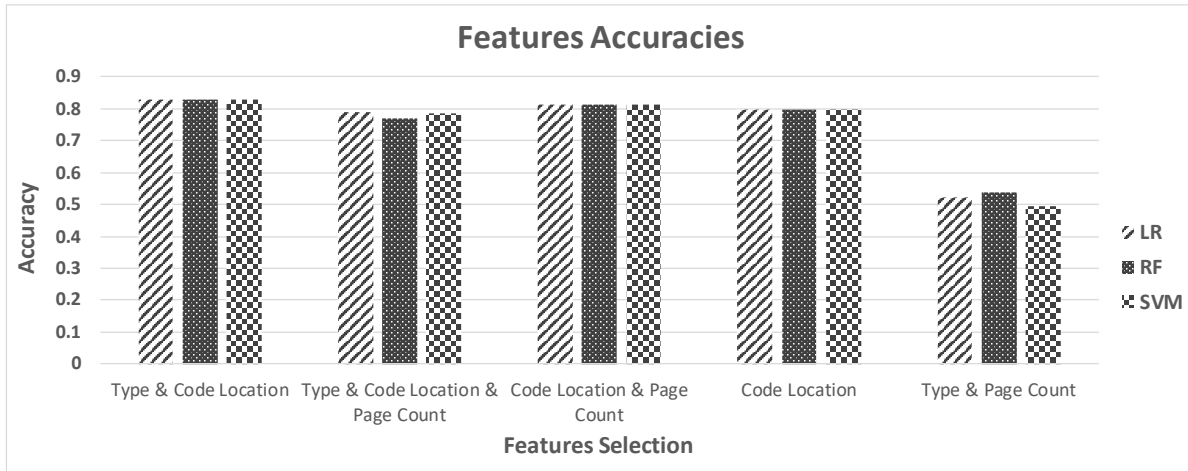 Features Accuracies
0.9
0.8
0.7
0.6
0.5
0.4
0.3
0.2
0.1
0
Accuracy
Type & Code Location
Type & Code Location &
Page Count
Code Location & Page
Count
Code Location
Type & Page Count
Features Selection
LR
RF
SVM